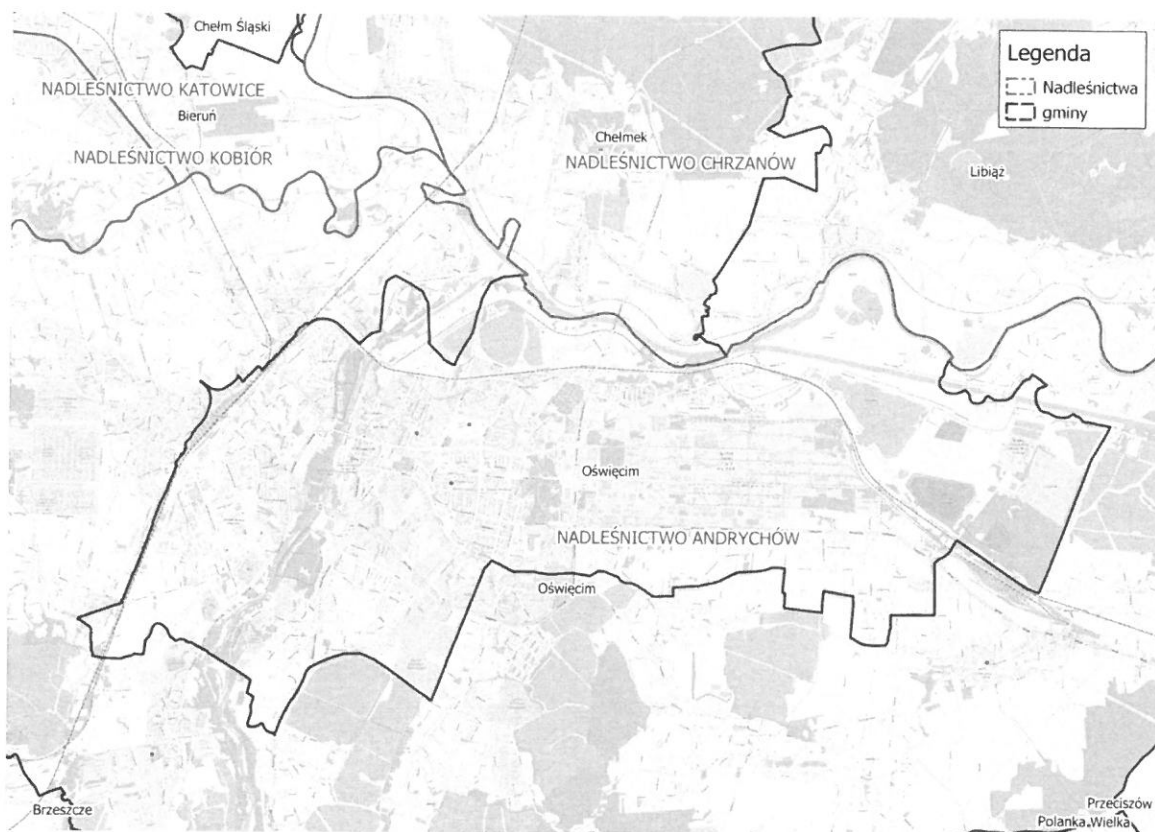 Chełm Śląski
Legenda
Nadleśnictwa
gminy
NADLEŚNICTWO KATOWICE
Bieruń
NADLEŚNICTWO KOBIÓR
Chełmek
NADLEŚNICTWO CHRZANÓW
Libiąż
Oświęcim
NADLEŚNICTWO ANDRYCHÓW
Oświęcim
Brzeszcze
Przeciszów
Polanka Wielka